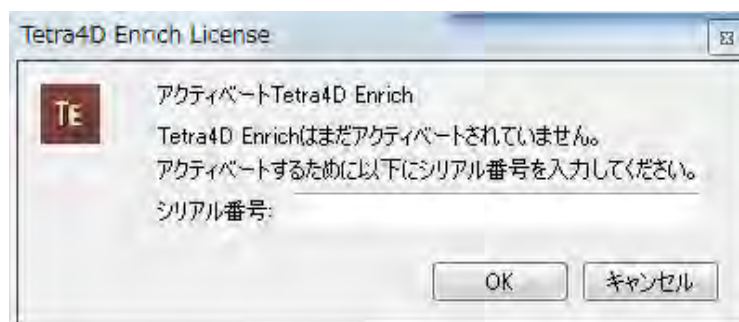 Tetra4D Enrich License
TE
アクティベートTetra4D Enrich
Tetra4D Enrichはまだアクティベートされていません。
アクティベートするために以下にシリアル番号を入力してください。
シリアル番号:
OK
キャンセル